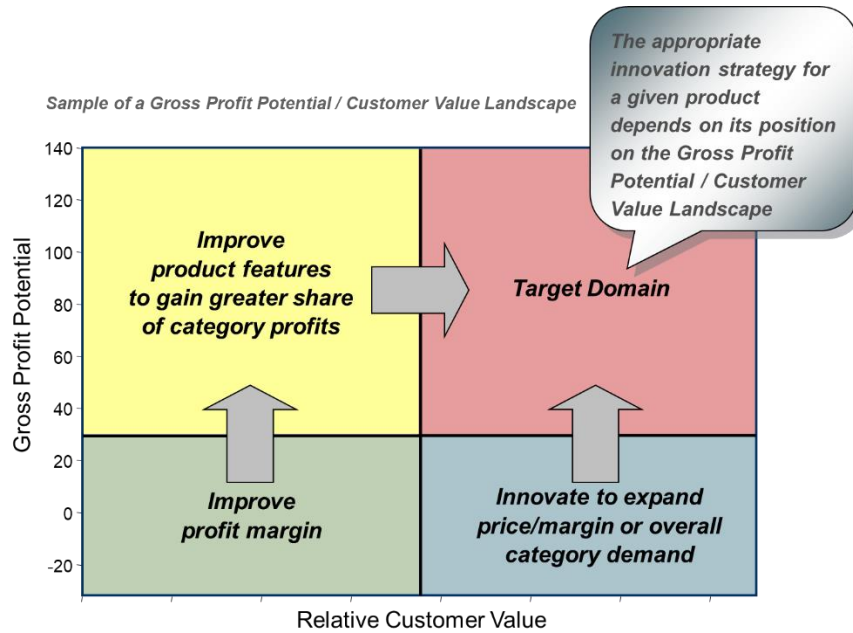 The appropriate
innovation strategy for
a given product
depends on its position
on the Gross Profit
Potential / Customer
Value Landscape
Sample of a Gross Profit Potential / Customer Value Landscape
140
120
100
80
60
40
20
0
-20
Gross Profit Potential
Improve
product features
to gain greater share
of category profits
Target Domain
Improve
profit margin
Innovate to expand
price/margin or overall
category demand
Relative Customer Value